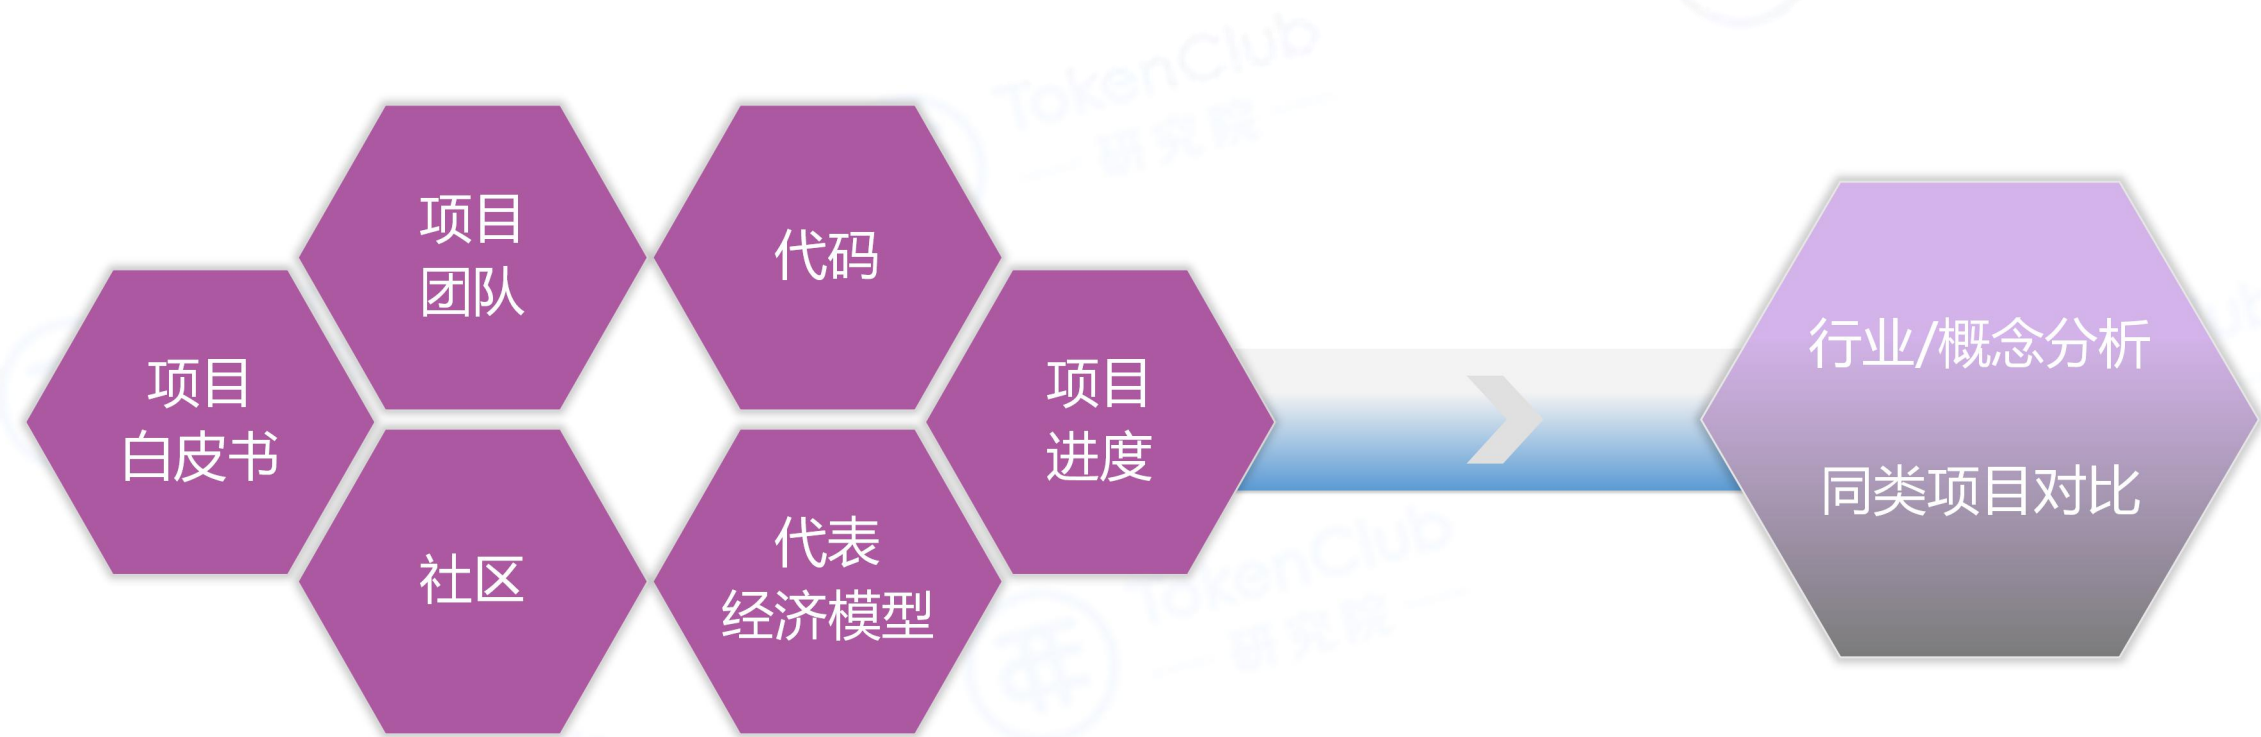 TokenClub
研究院
项目
团队
代码
项目
白皮书
项目
进度
行业/概念分析
同类项目对比
社区
代表
经济模型
TokenClub
研究院